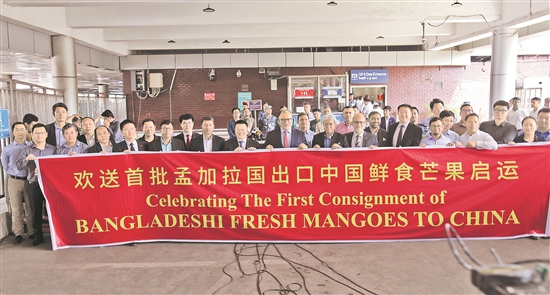 欢送首批孟加拉国出口中国鲜食芒果启运
Celebrating The First Consignment of
BANGLADESHI FRESH MANGOES TO CHINA